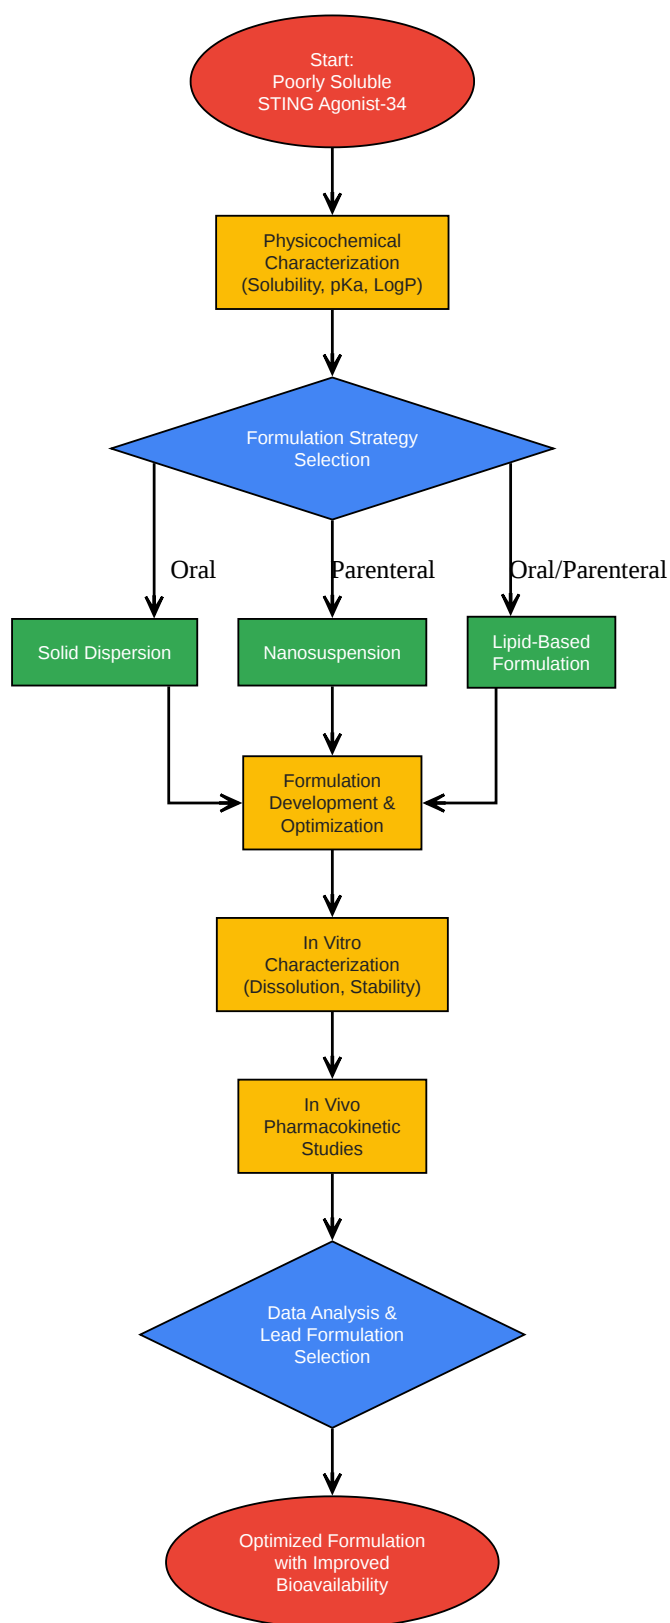 Start:
Poorly Soluble
STING Agonist-34
Physicochemical
Characterization
(Solubility, pKa, LogP)
Formulation Strategy
Selection
Oral
Parenteral
Oral/Parenteral
Solid Dispersion
Nanosuspension
Lipid-Based
Formulation
Formulation
Development &
Optimization
In Vitro
Characterization
(Dissolution, Stability)
In Vivo
Pharmacokinetic
Studies
Data Analysis &
Lead Formulation
Selection
Optimized Formulation
with Improved
Bioavailability